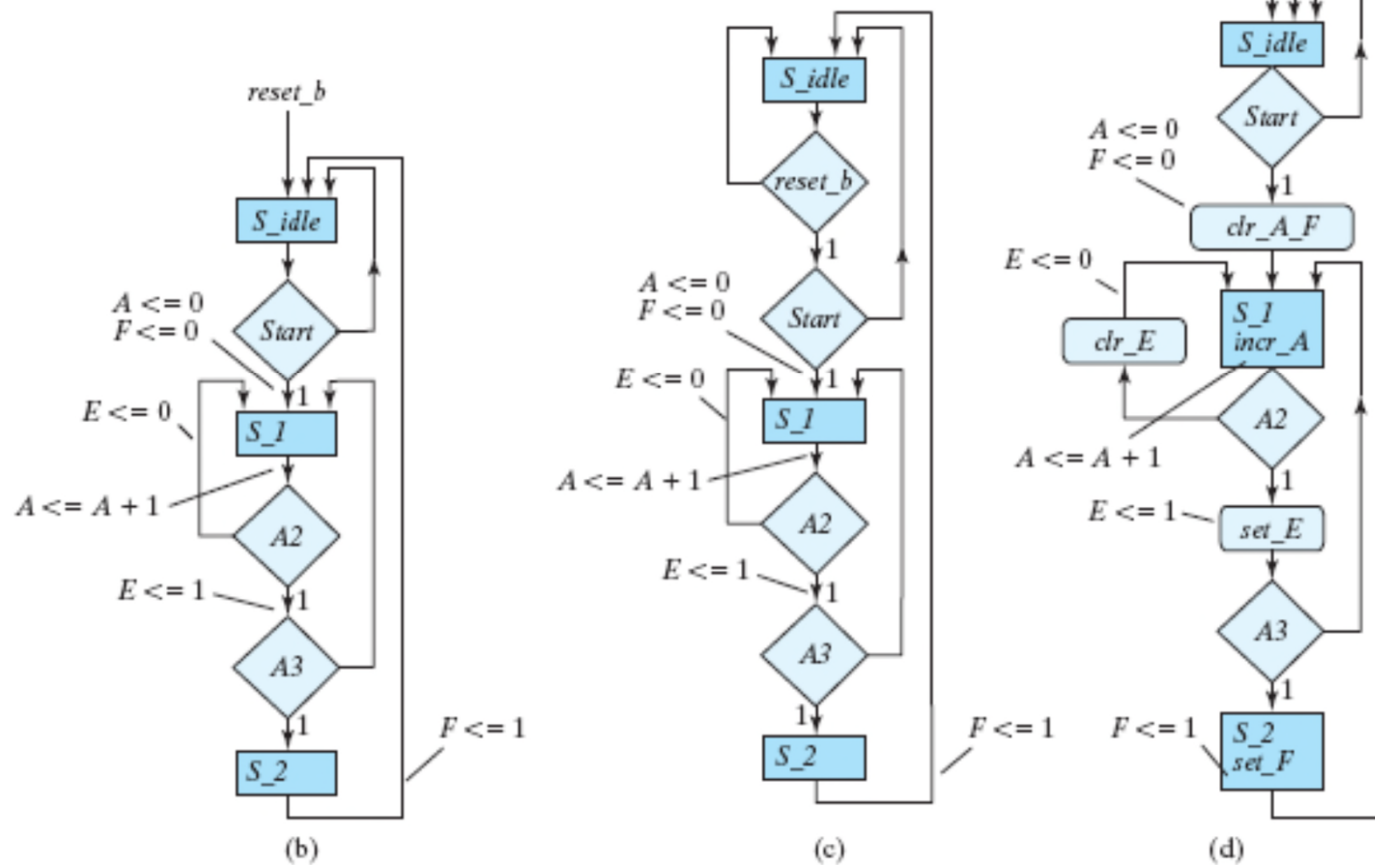 reset_b
S_idle
Start
A <= 0
F <= 0
1
E <= 0
S_1
A <= A + 1
A2
E <= 1
1
A3
1
F <= 1
S_2
(b)
S_idle
reset_b
1
A <= 0
F <= 0
Start
E <= 0
1
S_1
A <= A + 1
A2
E <= 1
1
A3
1
F <= 1
S_2
(c)
S_idle
Start
A <= 0
F <= 0
1
clr_A_F
E <= 0
S_1
incr_A
clr_E
A2
A <= A + 1
1
E <= 1
set_E
A3
1
F <= 1
S_2
set_F
(d)